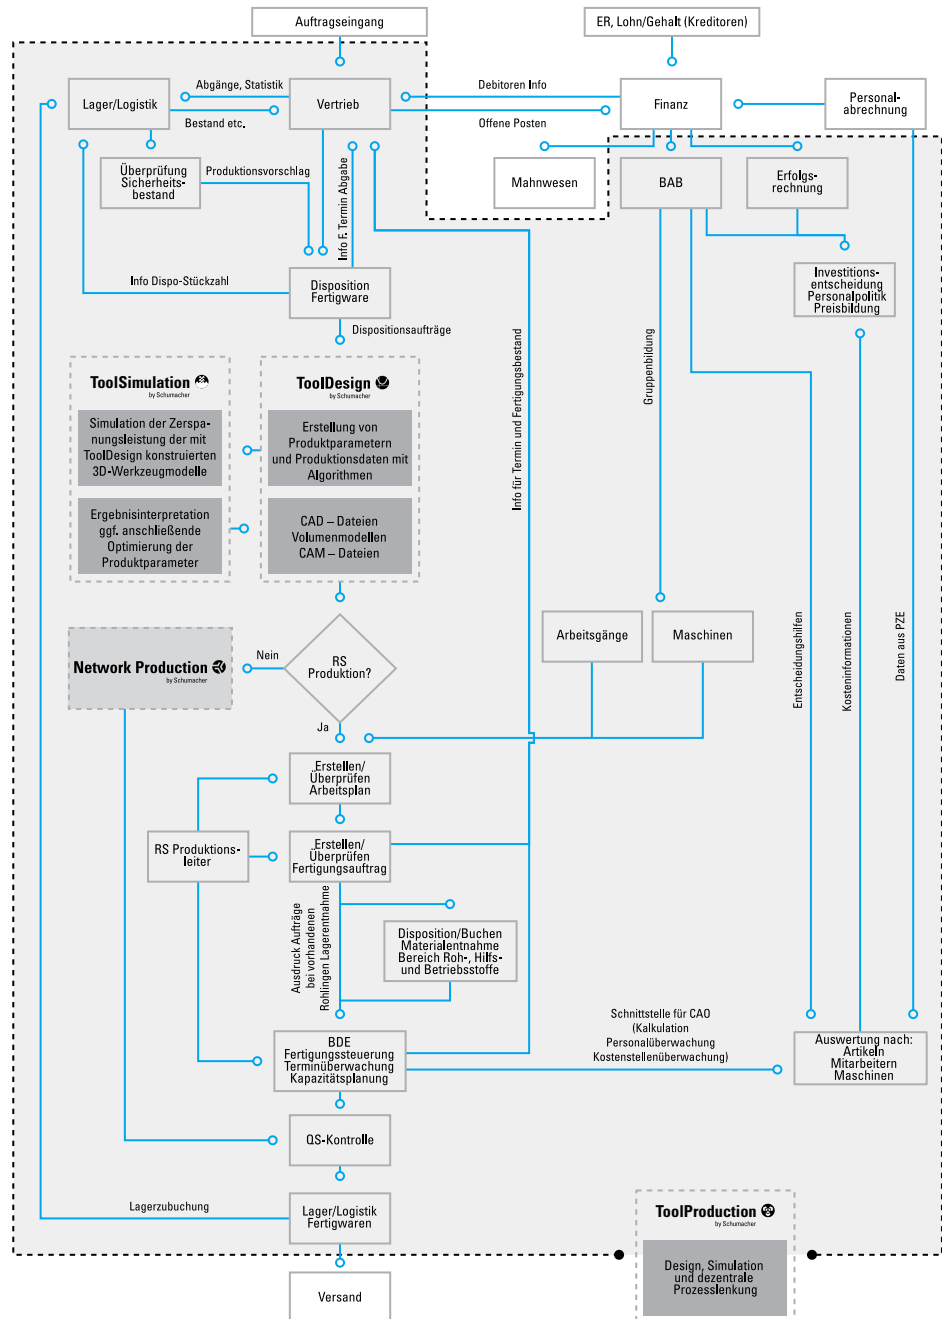 Auftragseingang
ER, Lohn/Gehalt (Kreditoren)
Abgänge, Statistik
Debitoren Info
Lager/Logistik
Vertrieb
Finanz
Personal-
abrechnung
Bestand etc.
Offene Posten
Überprüfung
Sicherheits-
bestand
Produktionsvorschlag
Info F. Termin Abgabe
Mahnwesen
BAB
Erfolgs-
rechnung
Info Dispo-Stückzahl
Disposition
Fertigware
Investitions-
entscheidung
Personalpolitik
Preisbildung
Dispositionsaufträge
ToolSimulation
by Schumacher
Simulation der Zerspa-
nungsleistung der mit
ToolDesign konstruierten
3D-Werkzeugmodelle
Ergebnisinterpretation
ggf. anschließende
Optimierung der
Produktparameter
ToolDesign
by Schumacher
Erstellung von
Produktparametern
und Produktionsdaten mit
Algorithmen
CAD – Dateien
Volumenmodellen
CAM – Dateien
Info für Termin und Fertigungsbestand
Gruppenbildung
Network Production
by Schumacher
Nein
RS
Produktion?
Ja
Arbeitsgänge
Maschinen
Entscheidungshilfen
Kosteninformationen
Daten aus PZE
Erstellen/
Überprüfen
Arbeitsplan
RS Produktions-
leiter
Erstellen/
Überprüfen
Fertigungsauftrag
Ausdruck Aufträge
bei vorhandenen
Rohlingen Lagerentnahme
Disposition/Buchen
Materialentnahme
Bereich Roh-, Hilfs-
und Betriebsstoffe
Schnittstelle für CAO
(Kalkulation
Personalüberwachung
Kostenstellenüberwachung)
BDE
Fertigungssteuerung
Terminüberwachung
Kapazitätsplanung
Auswertung nach:
Artikeln
Mitarbeitern
Maschinen
QS-Kontrolle
Lagerzubuchung
Lager/Logistik
Fertigwaren
ToolProduction
by Schumacher
Design, Simulation
und dezentrale
Prozesslenkung
Versand